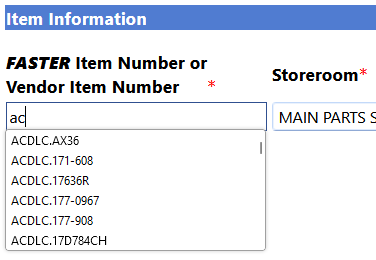 Item Information
FASTER Item Number or
Vendor Item Number *
Storeroom*
ac
MAIN PARTS S
ACDLC.AX36
ACDLC.171-608
ACDLC.17636R
ACDLC.177-0967
ACDLC.177-908
ACDLC.17D784CH